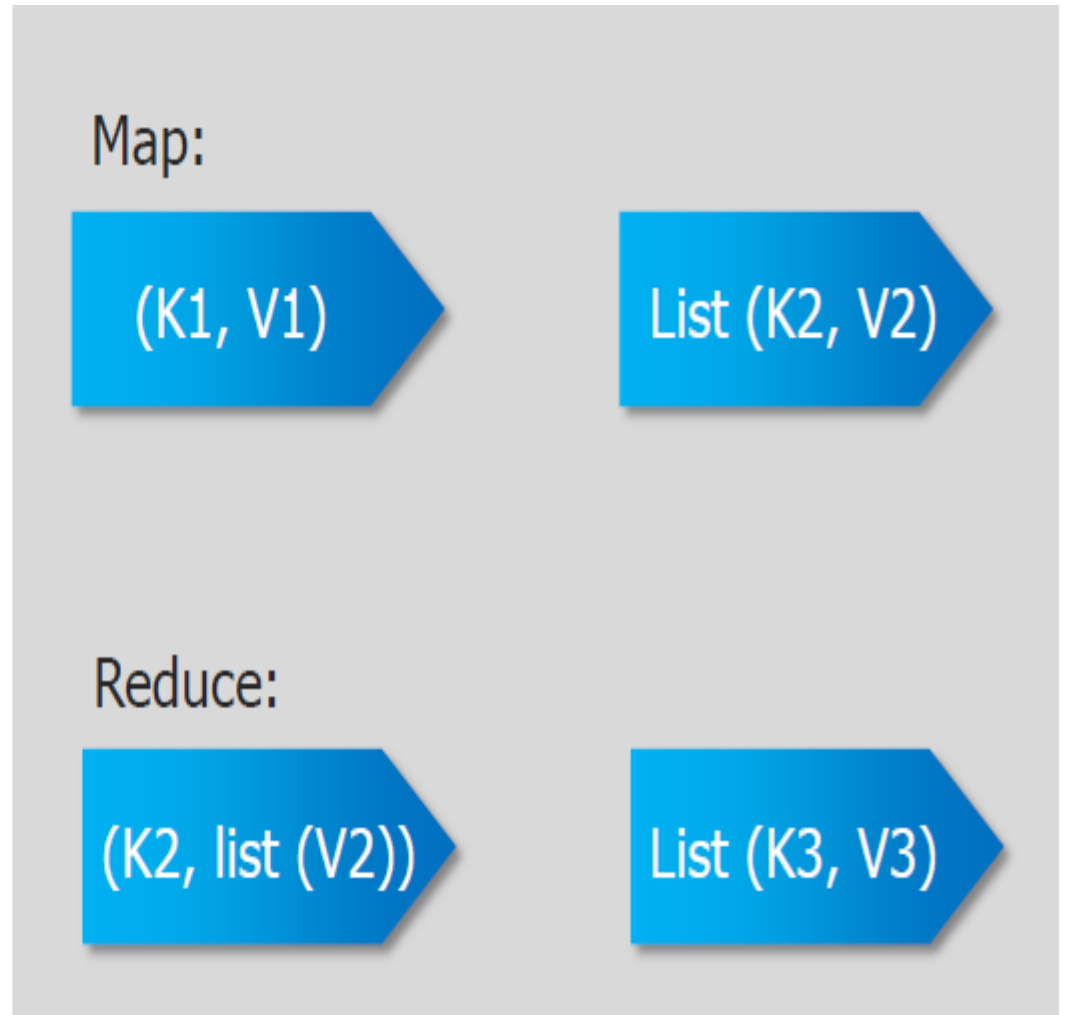 Map:
(K1, V1)
List (K2, V2)
Reduce:
(K2, list (V2))
List (K3, V3)